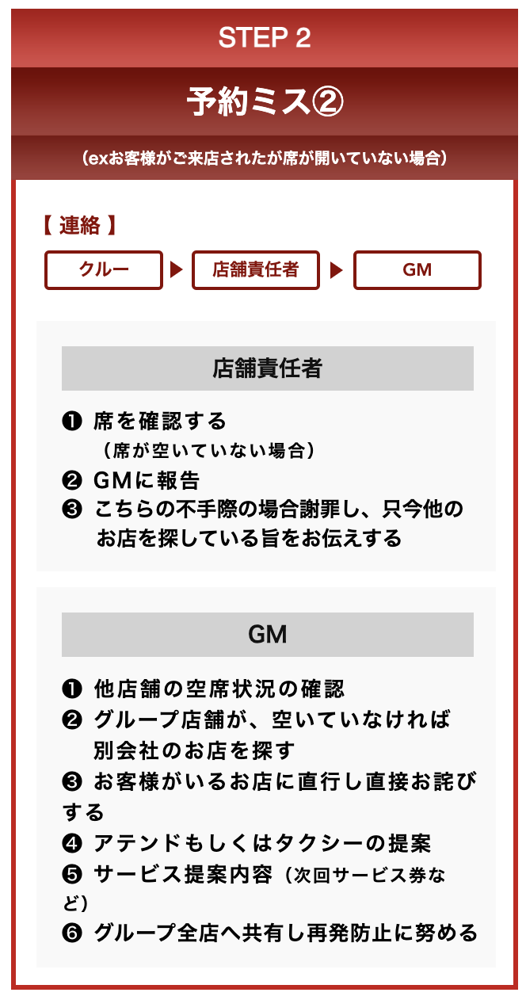 STEP 2
予約ミス②
（exお客様がご来店されたが席が開いていない場合）
【 連絡 】
クルー ▶ 店舗責任者 ▶ GM
店舗責任者
❶ 席を確認する
（席が空いていない場合）
❷ GMに報告
❸ こちらの不手際の場合謝罪し、只今他の
お店を探している旨をお伝えする
GM
❶ 他店舗の空席状況の確認
❷ グループ店舗が、空いていなければ
別会社のお店を探す
❸ お客様がいるお店に直行し直接お詫び
する
❹ アテンドもしくはタクシーの提案
❺ サービス提案内容（次回サービス券な
ど）
❻ グループ全店へ共有し再発防止に努める